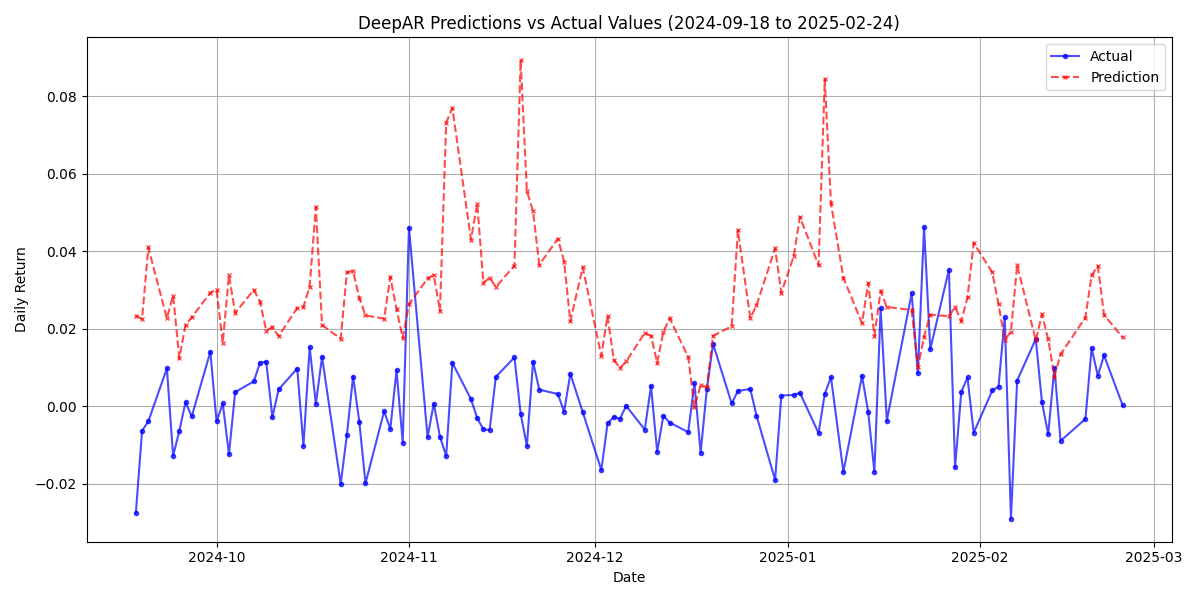 DeepAR Predictions vs Actual Values (2024-09-18 to 2025-02-24)
Actual
Prediction
0.08
0.06
0.04
0.02
0.00
−0.02
Daily Return
2024-10
2024-11
2024-12
2025-01
2025-02
2025-03
Date